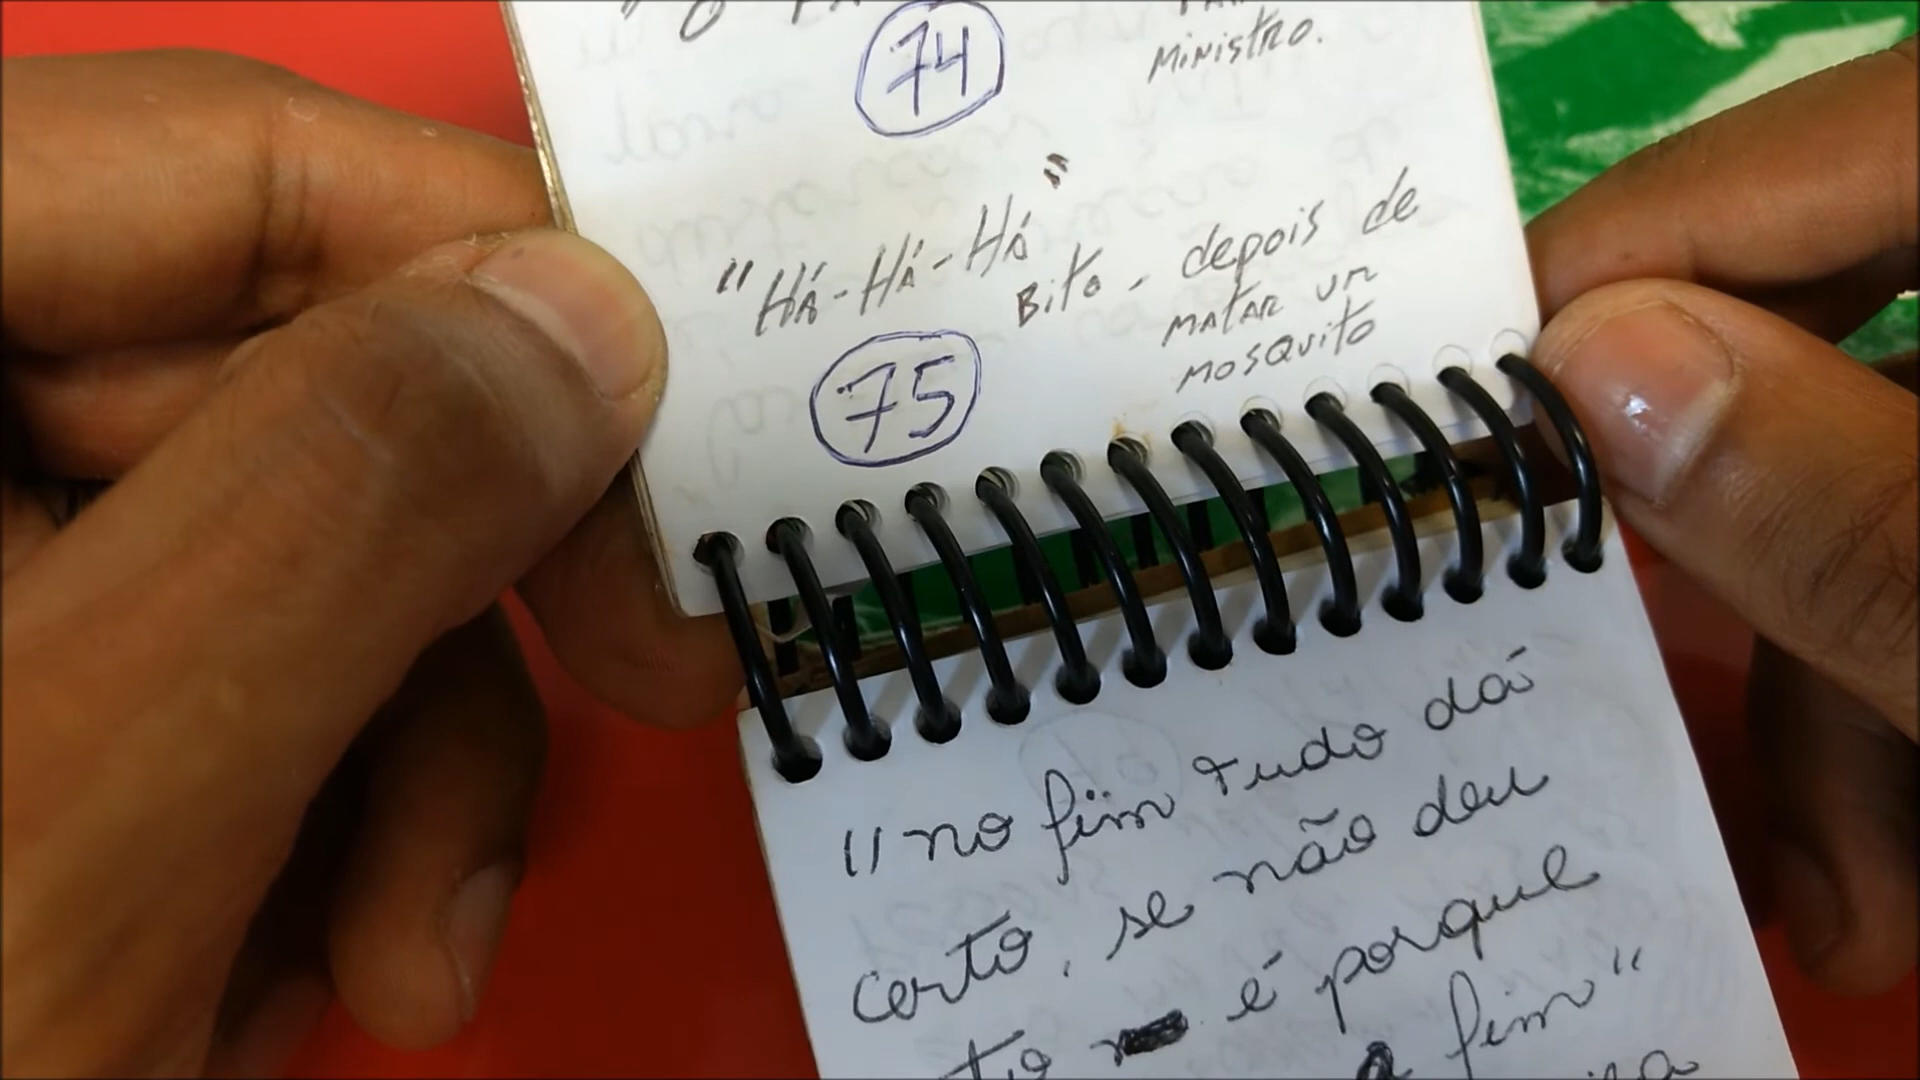 "O
74
MINISTRO.
"HÁ-HÁ-HÁ"
Bito - depois de
MATAR UM
MOSQUITO
75
"no fim tudo dá
certo, se não deu
é porque
fim"